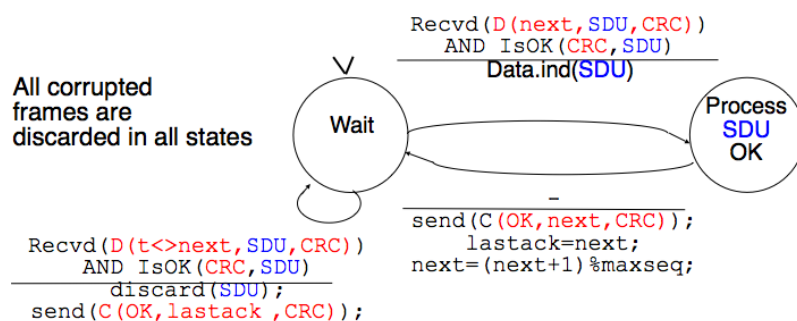 Recvd(D(next,SDU,CRC))
AND IsOK(CRC,SDU)
Data.ind(SDU)
All corrupted
frames are
discarded in all states
Wait
Process
SDU
OK
-
send(C(OK,next,CRC));
lastack=next;
next=(next+1)%maxseq;
Recvd(D(t<>next,SDU,CRC))
AND IsOK(CRC,SDU)
discard(SDU);
send(C(OK,lastack ,CRC));